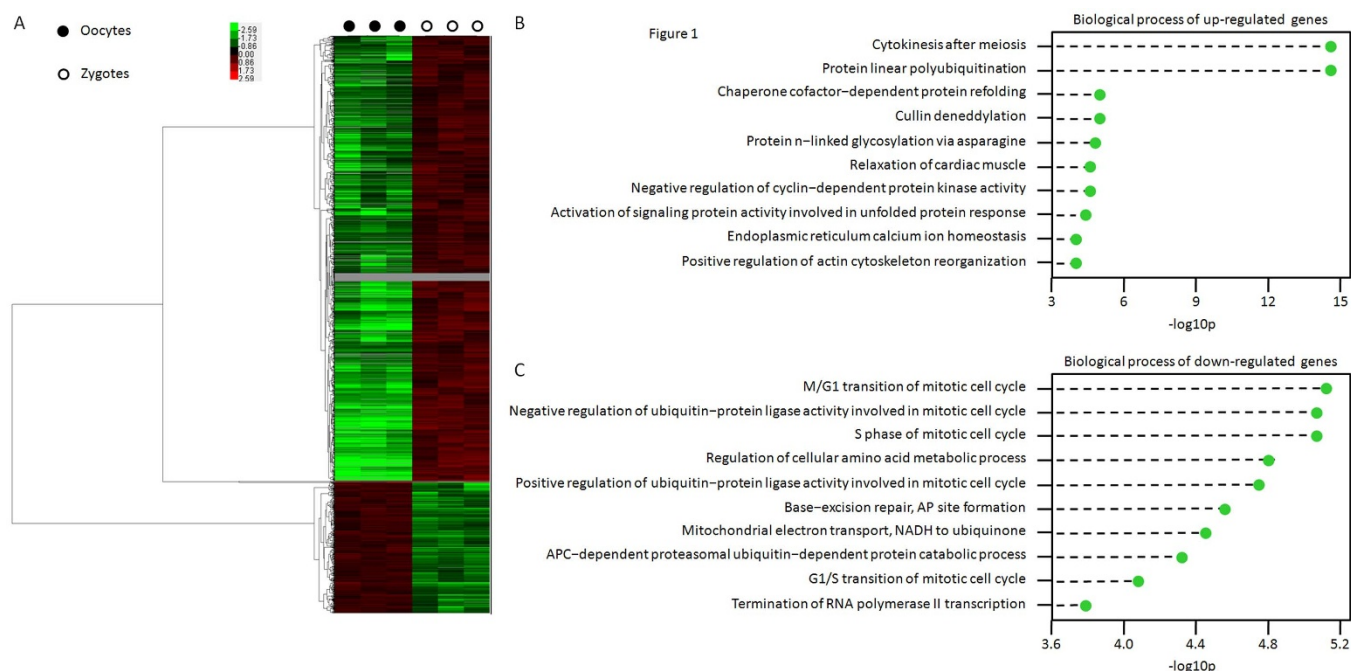 A
Oocytes
Zygotes
-2.59
-1.73
-0.86
0.00
0.86
1.73
2.59
B
Figure 1
Biological process of up-regulated genes
Cytokinesis after meiosis
Protein linear polyubiquitination
Chaperone cofactor−dependent protein refolding
Cullin deneddylation
Protein n−linked glycosylation via asparagine
Relaxation of cardiac muscle
Negative regulation of cyclin−dependent protein kinase activity
Activation of signaling protein activity involved in unfolded protein response
Endoplasmic reticulum calcium ion homeostasis
Positive regulation of actin cytoskeleton reorganization
3 6 9 12 15
-log10p
C
Biological process of down-regulated genes
M/G1 transition of mitotic cell cycle
Negative regulation of ubiquitin−protein ligase activity involved in mitotic cell cycle
S phase of mitotic cell cycle
Regulation of cellular amino acid metabolic process
Positive regulation of ubiquitin−protein ligase activity involved in mitotic cell cycle
Base−excision repair, AP site formation
Mitochondrial electron transport, NADH to ubiquinone
APC−dependent proteasomal ubiquitin−dependent protein catabolic process
G1/S transition of mitotic cell cycle
Termination of RNA polymerase II transcription
3.6 4.0 4.4 4.8 5.2
-log10p